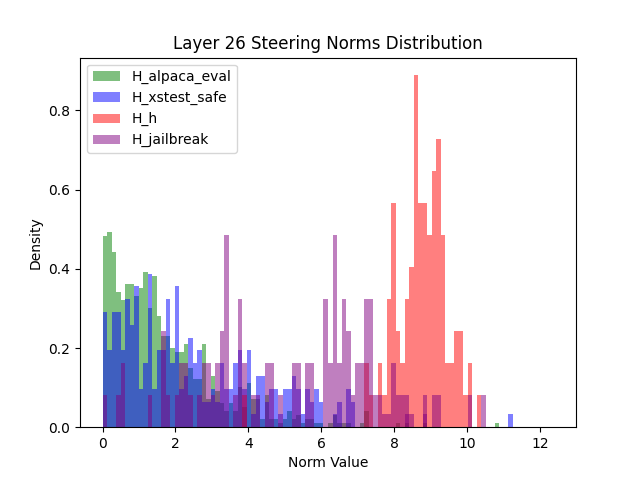 Layer 26 Steering Norms Distribution
H_alpaca_eval
H_xstest_safe
H_h
H_jailbreak
Density
0.8
0.6
0.4
0.2
0.0
0 2 4 6 8 10 12
Norm Value